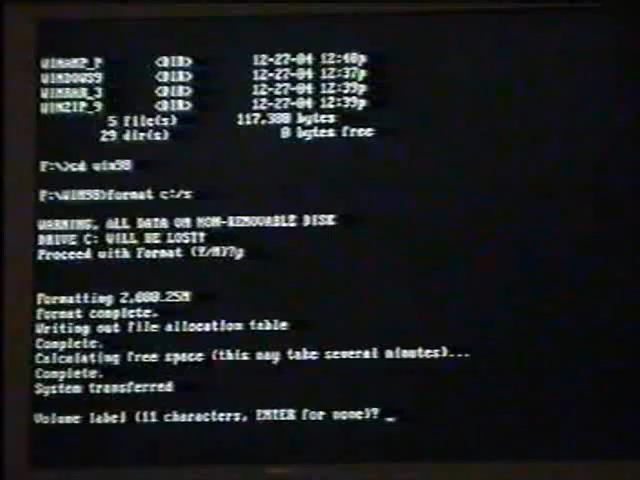 WINAMP_P <DIR> 12-27-04 12:40p
WINDOWS9 <DIR> 12-27-04 12:37p
WINRAR_3 <DIR> 12-27-04 12:39p
WINZIP_9 <DIR> 12-27-04 12:39p
5 file(s) 117,388 bytes
29 dir(s) 0 bytes free
F:\>cd win98
F:\WIN98>format c:/s
WARNING, ALL DATA ON NON-REMOVABLE DISK
DRIVE C: WILL BE LOST!
Proceed with Format (Y/N)?y
Formatting 2,000.25M
Format complete.
Writing out file allocation table
Complete.
Calculating free space (this may take several minutes)...
Complete.
System transferred
Volume label (11 characters, ENTER for none)? _